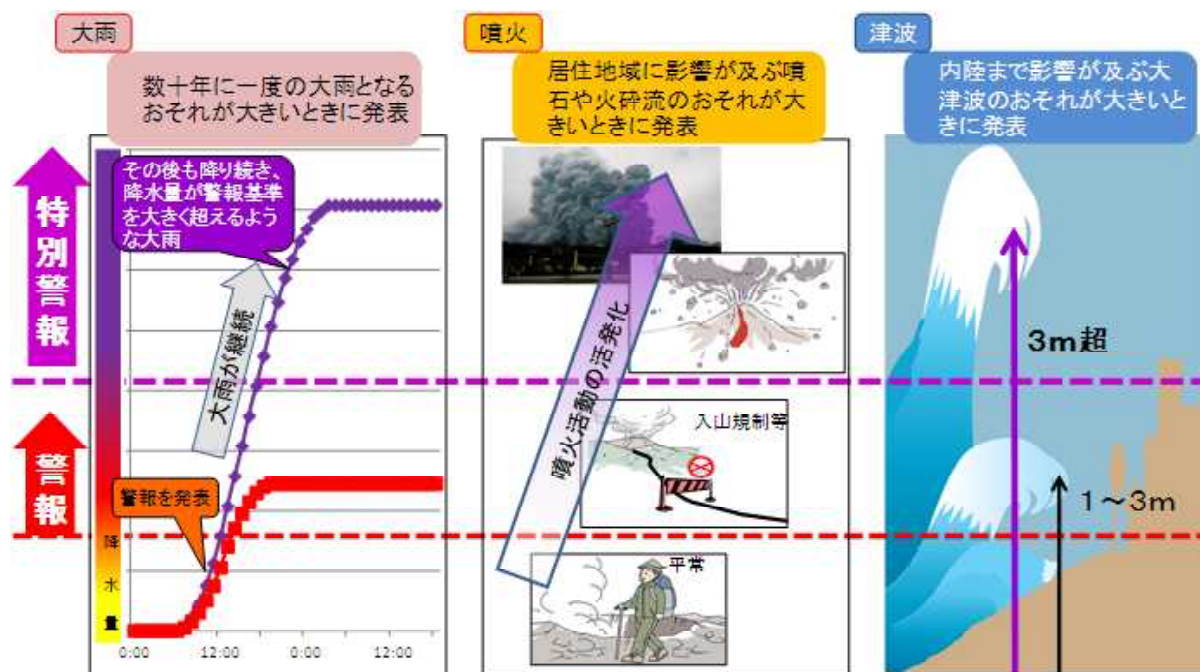 大雨
数十年に一度の大雨となる
おそれが大きいときに発表
噴火
居住地域に影響が及ぶ噴
石や火砕流のおそれが大
きいときに発表
津波
内陸まで影響が及ぶ大
津波のおそれが大きいと
きに発表
特別警報
警報
その後も降り続き、
降水量が警報基準
を大きく超えるよう
な大雨
大雨が継続
警報を発表
降
水
量
0:00
12:00
0:00
12:00
噴火活動の活発化
入山規制等
平常
3m超
1～3m